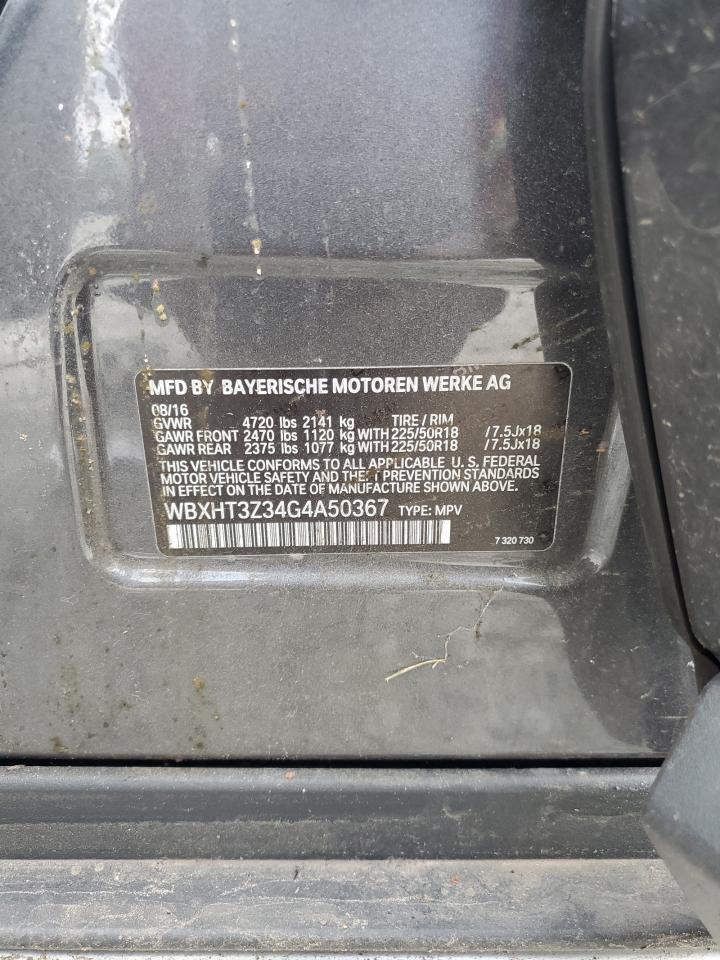 MFD BY BAYERISCHE MOTOREN WERKE AG
08/16
GVWR 4720 lbs 2141 kg TIRE / RIM
GAWR FRONT 2470 lbs 1120 kg WITH 225/50R18 /7.5Jx18
GAWR REAR 2375 lbs 1077 kg WITH 225/50R18 /7.5Jx18
THIS VEHICLE CONFORMS TO ALL APPLICABLE U. S. FEDERAL
MOTOR VEHICLE SAFETY AND THEFT PREVENTION STANDARDS
IN EFFECT ON THE DATE OF MANUFACTURE SHOWN ABOVE.
WBXHT3Z34G4A50367 TYPE: MPV
7 320 730